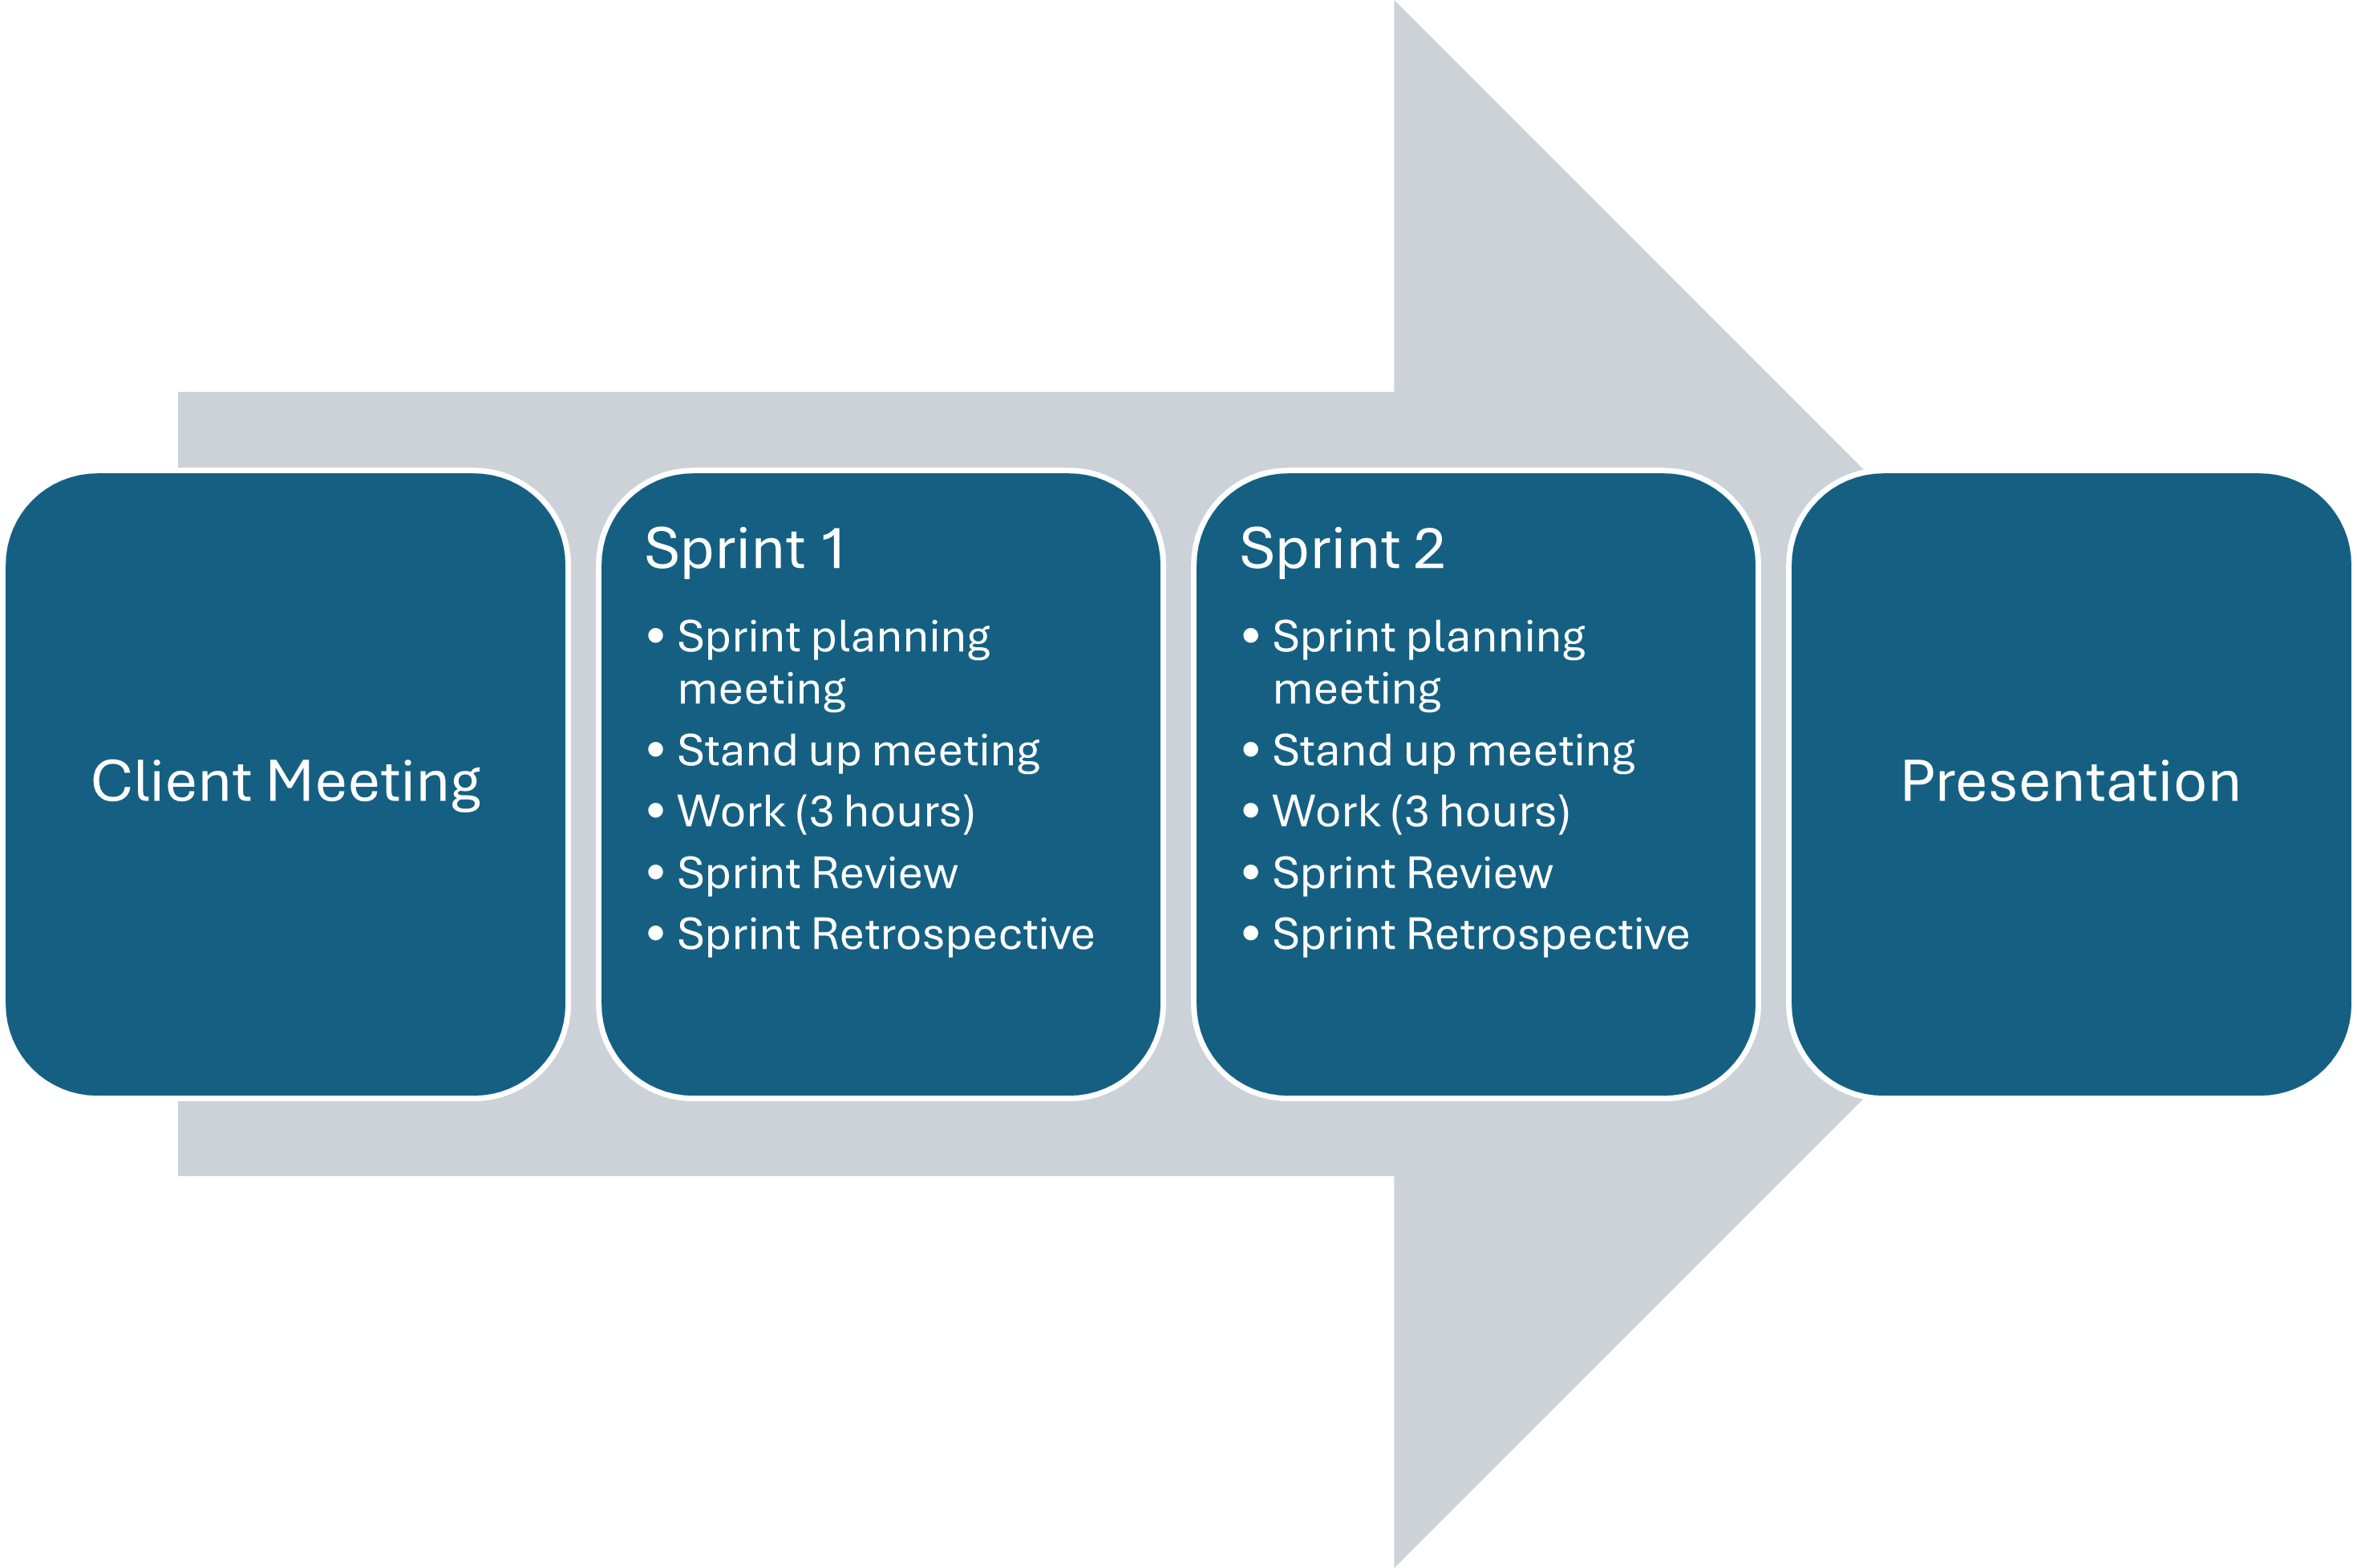 Client Meeting
Sprint 1
• Sprint planning
meeting
• Stand up meeting
• Work (3 hours)
• Sprint Review
• Sprint Retrospective
Sprint 2
• Sprint planning
meeting
• Stand up meeting
• Work (3 hours)
• Sprint Review
• Sprint Retrospective
Presentation